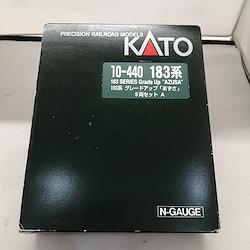 PRECISION RAILROAD MODELS
KATO
10-440 183系
183 SERIES Grade Up "AZUSA"
183系 グレードアップ「あずさ」
9両セット A
N-GAUGE